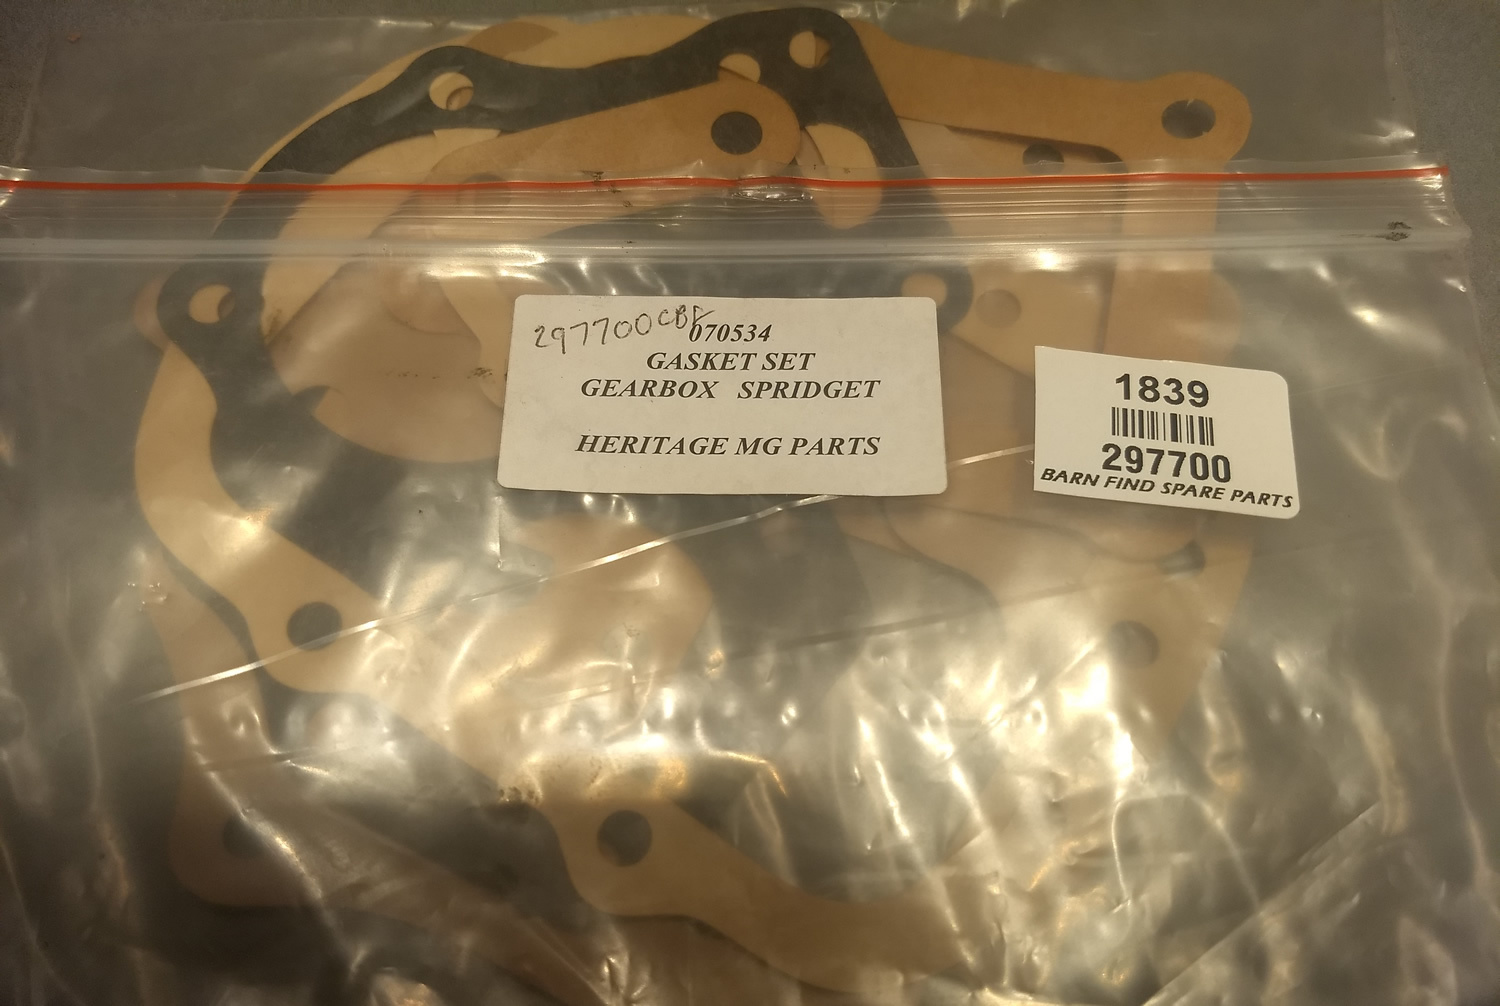 297700CBF
070534
GASKET SET
GEARBOX SPRIDGET
HERITAGE MG PARTS
1839
297700
BARN FIND SPARE PARTS